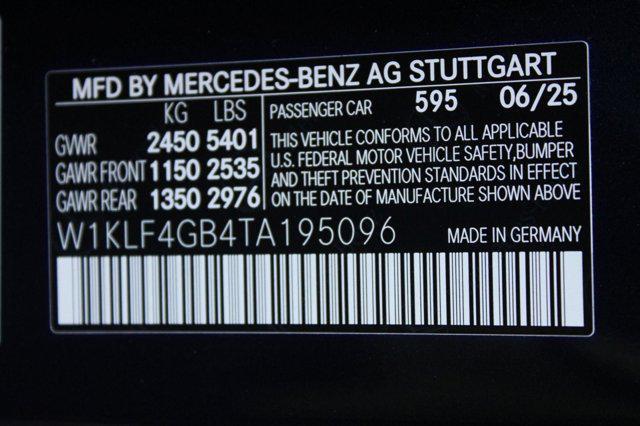 MFD BY MERCEDES-BENZ AG STUTTGART
KG LBS
GVWR 2450 5401
GAWR FRONT 1150 2535
GAWR REAR 1350 2976
PASSENGER CAR 595 06/25
THIS VEHICLE CONFORMS TO ALL APPLICABLE
U.S. FEDERAL MOTOR VEHICLE SAFETY,BUMPER
AND THEFT PREVENTION STANDARDS IN EFFECT
ON THE DATE OF MANUFACTURE SHOWN ABOVE
W1KLF4GB4TA195096 MADE IN GERMANY